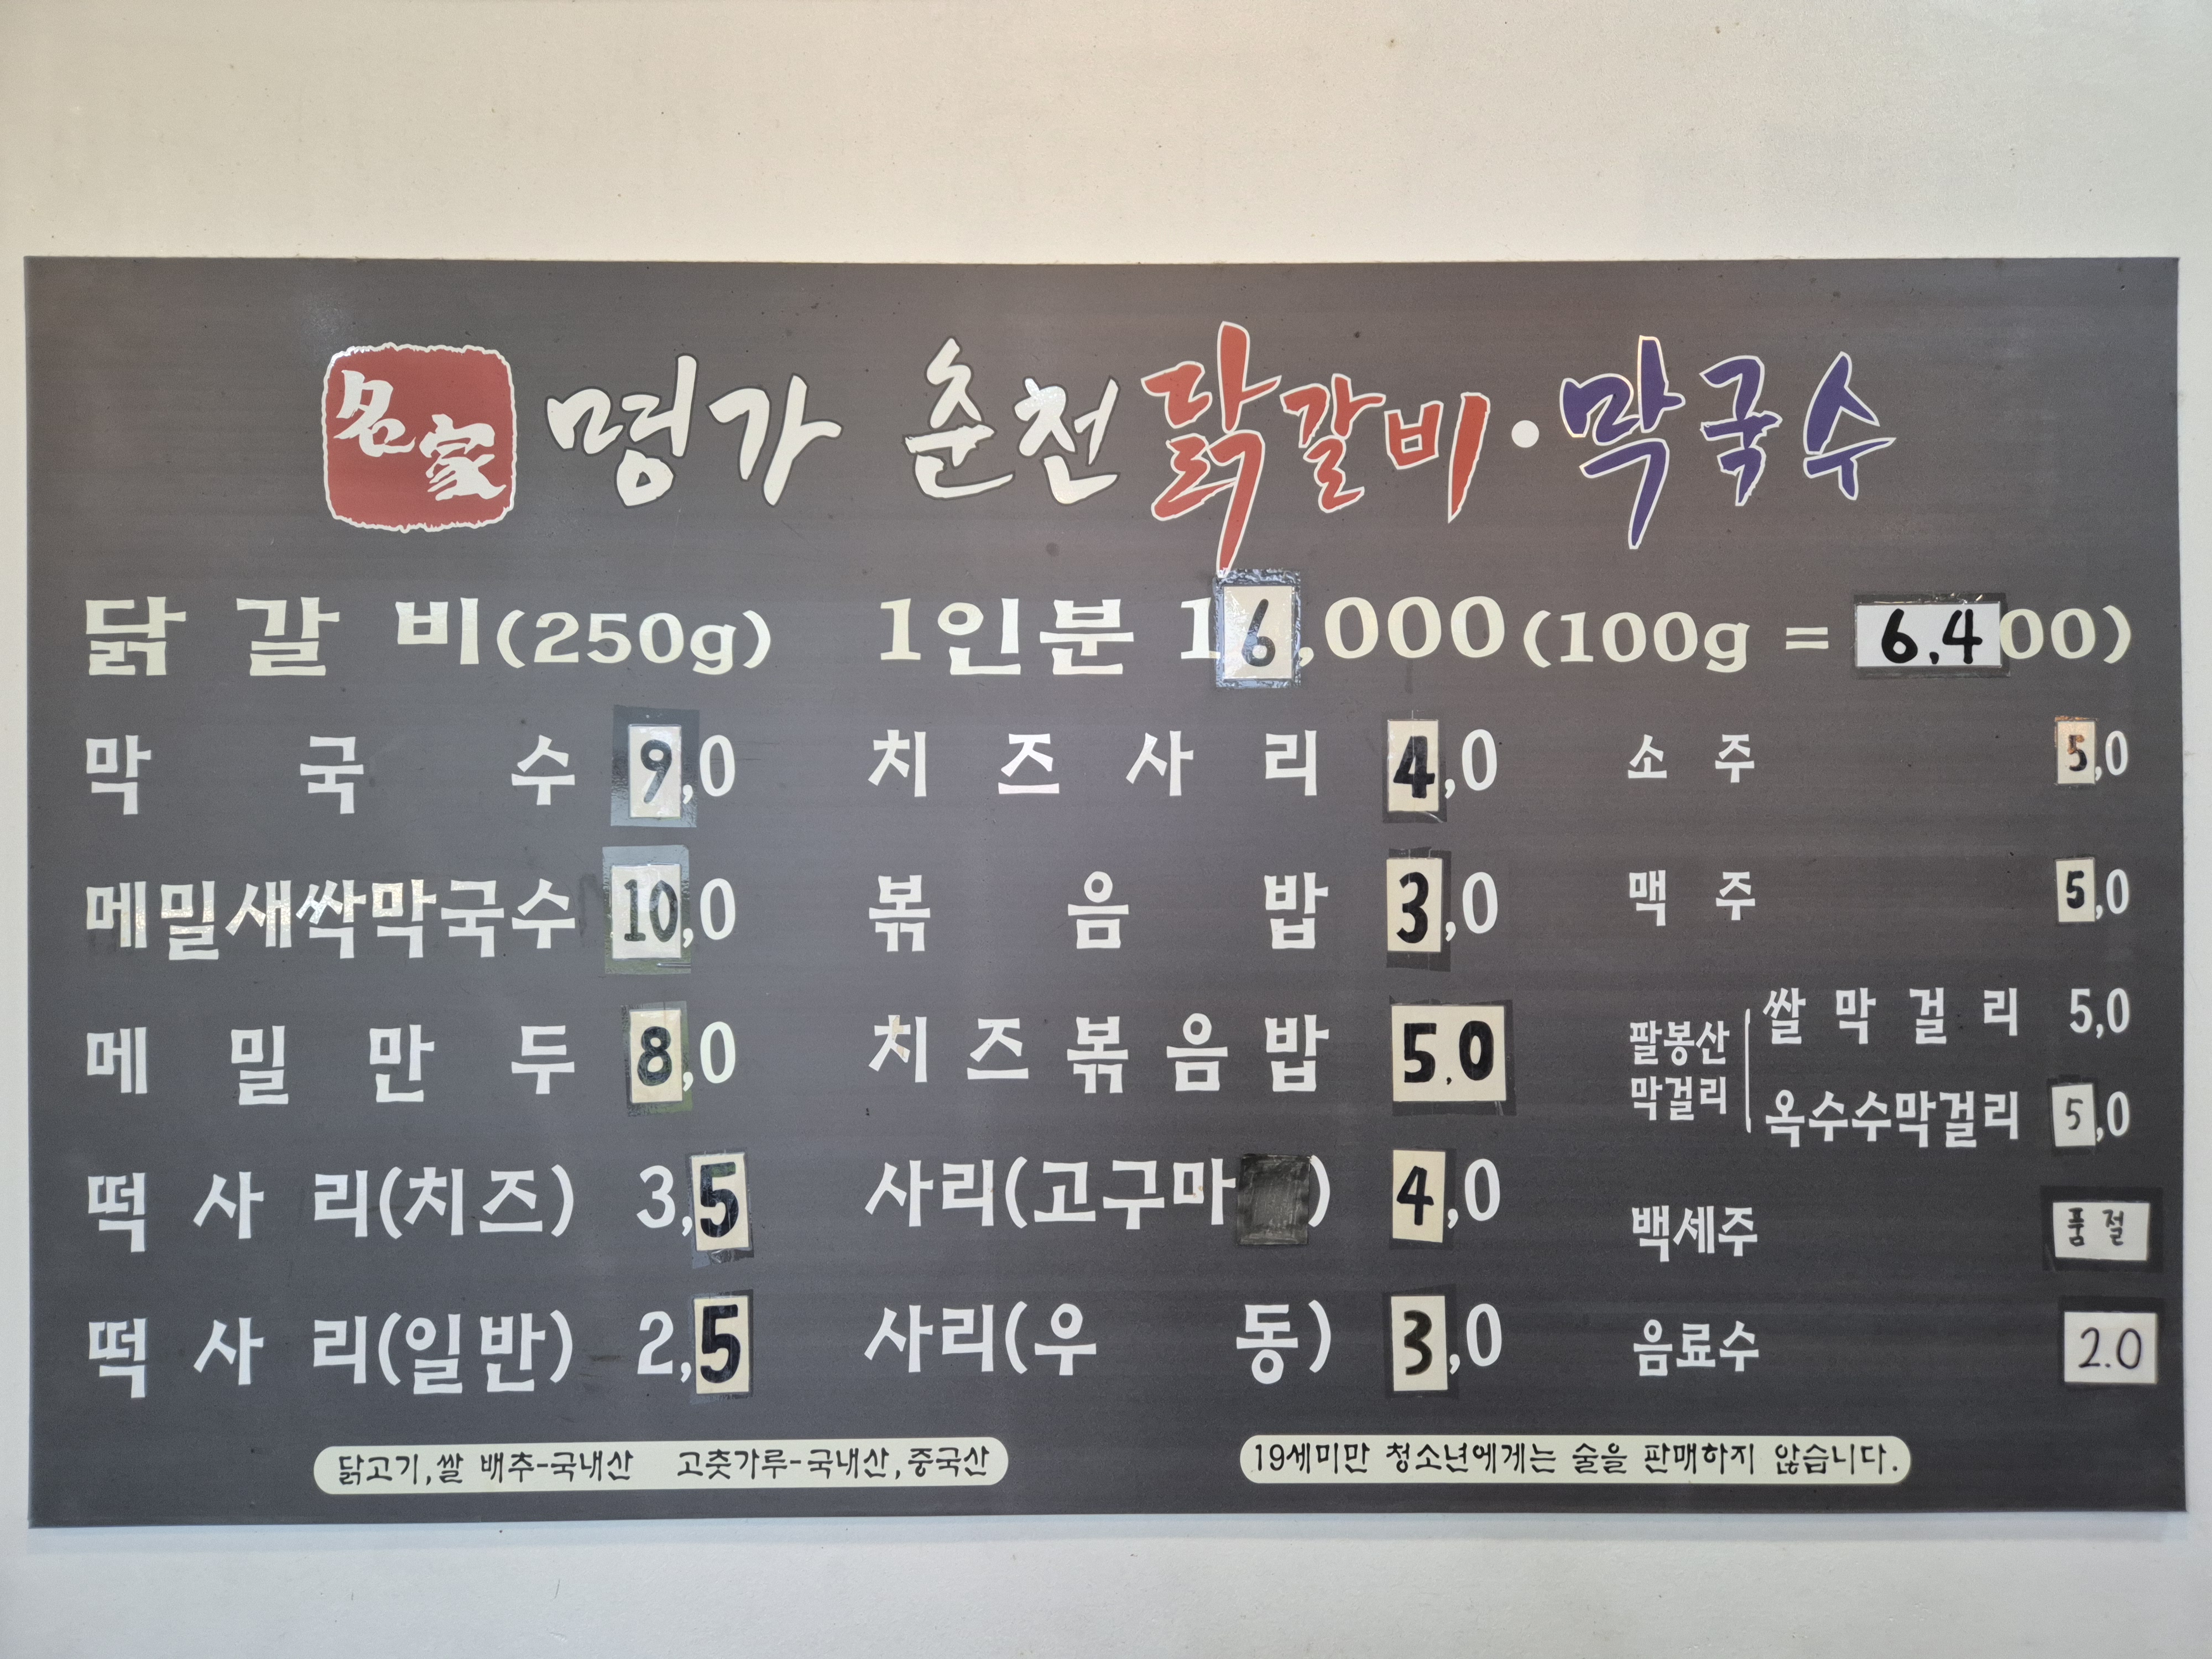 名家 명가 춘천 닭갈비·막국수
닭갈비(250g) 1인분 16,000(100g = 6.400)
막국수 9,0
메밀새싹막국수 10,0
메밀만두 8,0
떡사리(치즈) 3,5
떡사리(일반) 2,5
치즈사리 4,0
볶음밥 3,0
치즈볶음밥 5.0
사리(고구마) 4,0
사리(우동) 3,0
소주 5,0
맥주 5,0
팔봉산 막걸리
쌀막걸리 5,0
옥수수막걸리 5,0
백세주 품절
음료수 2.0
닭고기,쌀 배추-국내산 고춧가루-국내산,중국산
19세미만 청소년에게는 술을 판매하지 않습니다.